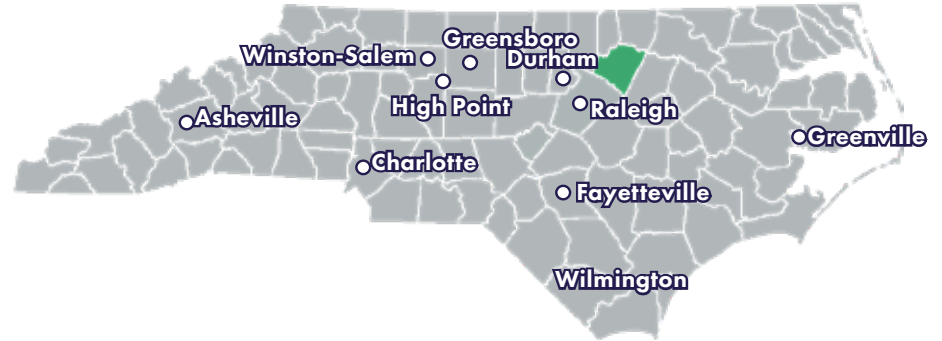 Greensboro
Winston-Salem
Durham
High Point
Raleigh
Asheville
Greenville
Charlotte
Fayetteville
Wilmington